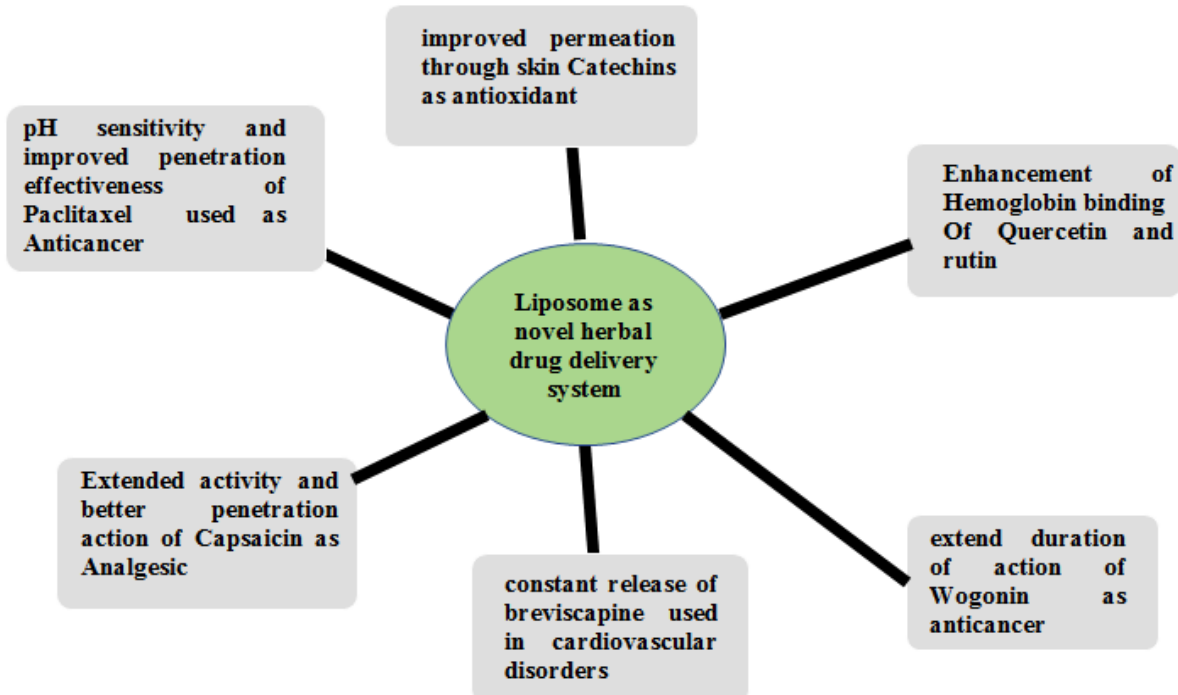 improved permeation
through skin Catechins
as antioxidant
pH sensitivity and
improved penetration
effectiveness of
Paclitaxel used as
Anticancer
Enhancement of
Hemoglobin binding
Of Quercetin and
rutin
Liposome as
novel herbal
drug delivery
system
Extended activity and
better penetration
action of Capsaicin as
Analgesic
constant release of
breviscapine used
in cardiovascular
disorders
extend duration
of action of
Wogonin as
anticancer